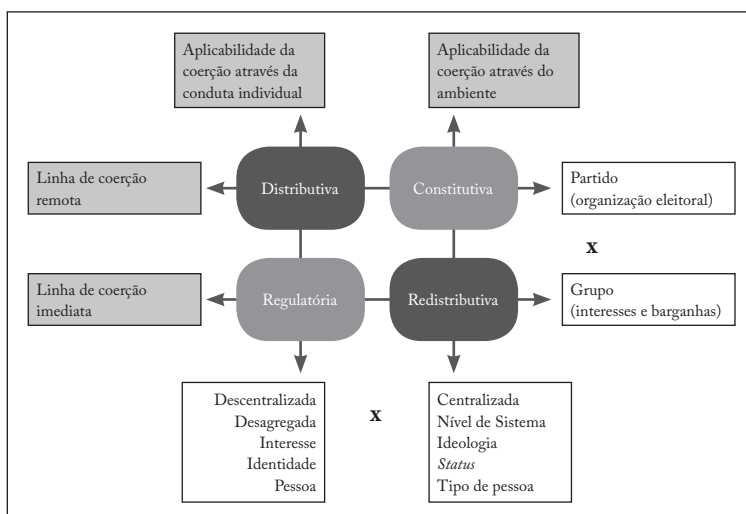 Aplicabilidade da
coerção através da
conduta individual
Aplicabilidade da
coerção através do
ambiente
Linha de coerção
remota
Distributiva
Constitutiva
Partido
(organização eleitoral)
x
Linha de coerção
imediata
Regulatória
Redistributiva
Grupo
(interesses e barganhas)
Descentralizada
Desagregada
Interesse
Identidade
Pessoa
x
Centralizada
Nível de Sistema
Ideologia
Status
Tipo de pessoa